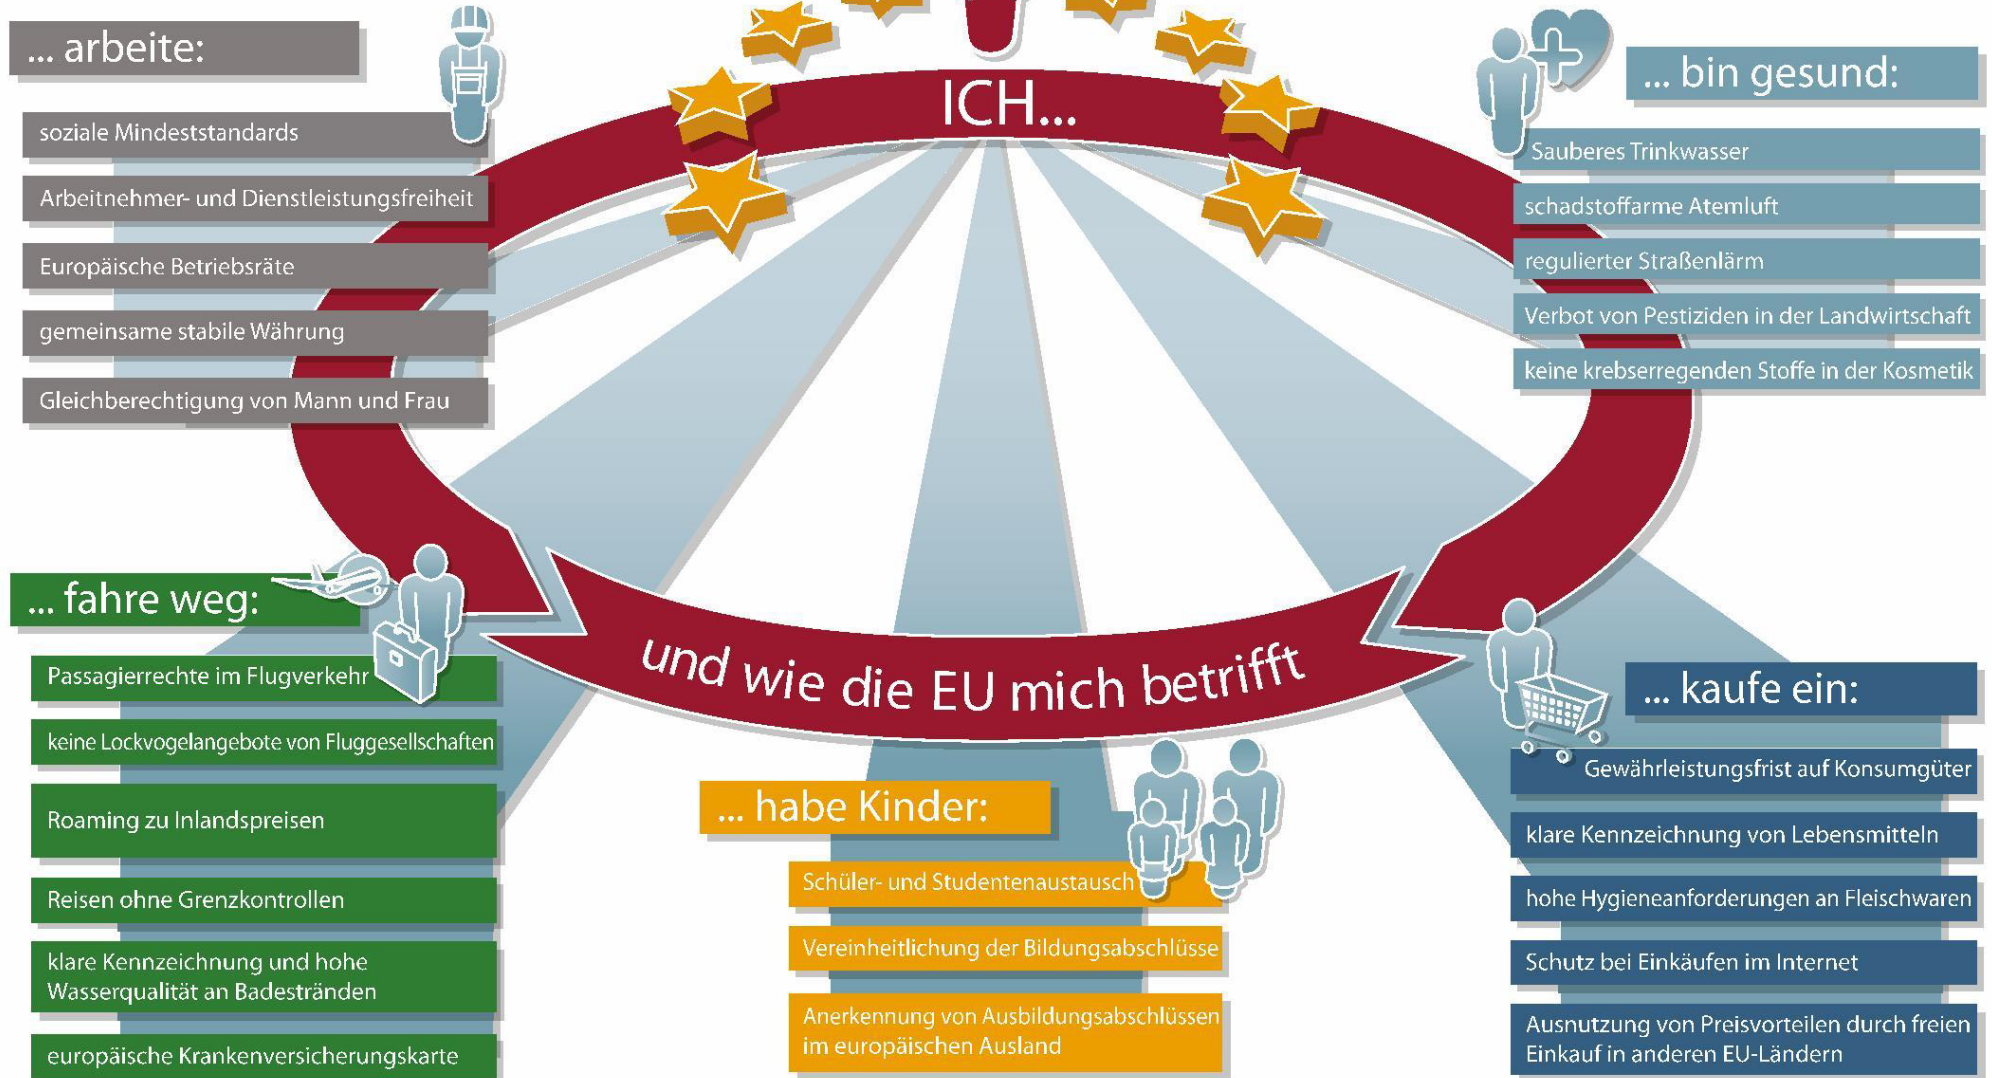 ICH...
und wie die EU mich betrifft
... arbeite:
soziale Mindeststandards
Arbeitnehmer- und Dienstleistungsfreiheit
Europäische Betriebsräte
gemeinsame stabile Währung
Gleichberechtigung von Mann und Frau
... bin gesund:
Sauberes Trinkwasser
schadstoffarme Atemluft
regulierter Straßenlärm
Verbot von Pestiziden in der Landwirtschaft
keine krebserregenden Stoffe in der Kosmetik
... fahre weg:
Passagierrechte im Flugverkehr
keine Lockvogelangebote von Fluggesellschaften
Roaming zu Inlandspreisen
Reisen ohne Grenzkontrollen
klare Kennzeichnung und hohe
Wasserqualität an Badestränden
europäische Krankenversicherungskarte
... habe Kinder:
Schüler- und Studentenaustausch
Vereinheitlichung der Bildungsabschlüsse
Anerkennung von Ausbildungsabschlüssen
im europäischen Ausland
... kaufe ein:
Gewährleistungsfrist auf Konsumgüter
klare Kennzeichnung von Lebensmitteln
hohe Hygieneanforderungen an Fleischwaren
Schutz bei Einkäufen im Internet
Ausnutzung von Preisvorteilen durch freien
Einkauf in anderen EU-Ländern